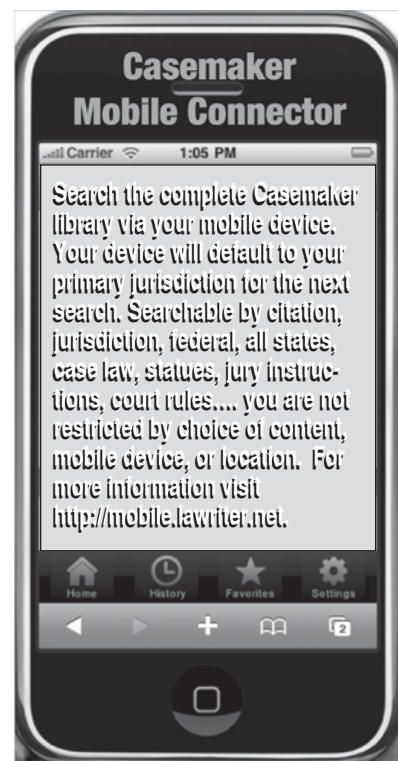 Casemaker
Mobile Connector
Carrier 1:05 PM
Search the complete Casemaker
library via your mobile device.
Your device will default to your
primary jurisdiction for the next
search. Searchable by citation,
jurisdiction, federal, all states,
case law, statues, jury instruc-
tions, court rules.... you are not
restricted by choice of content,
mobile device, or location.  For
more information visit
http://mobile.lawriter.net.
Home History Favorites Settings
2